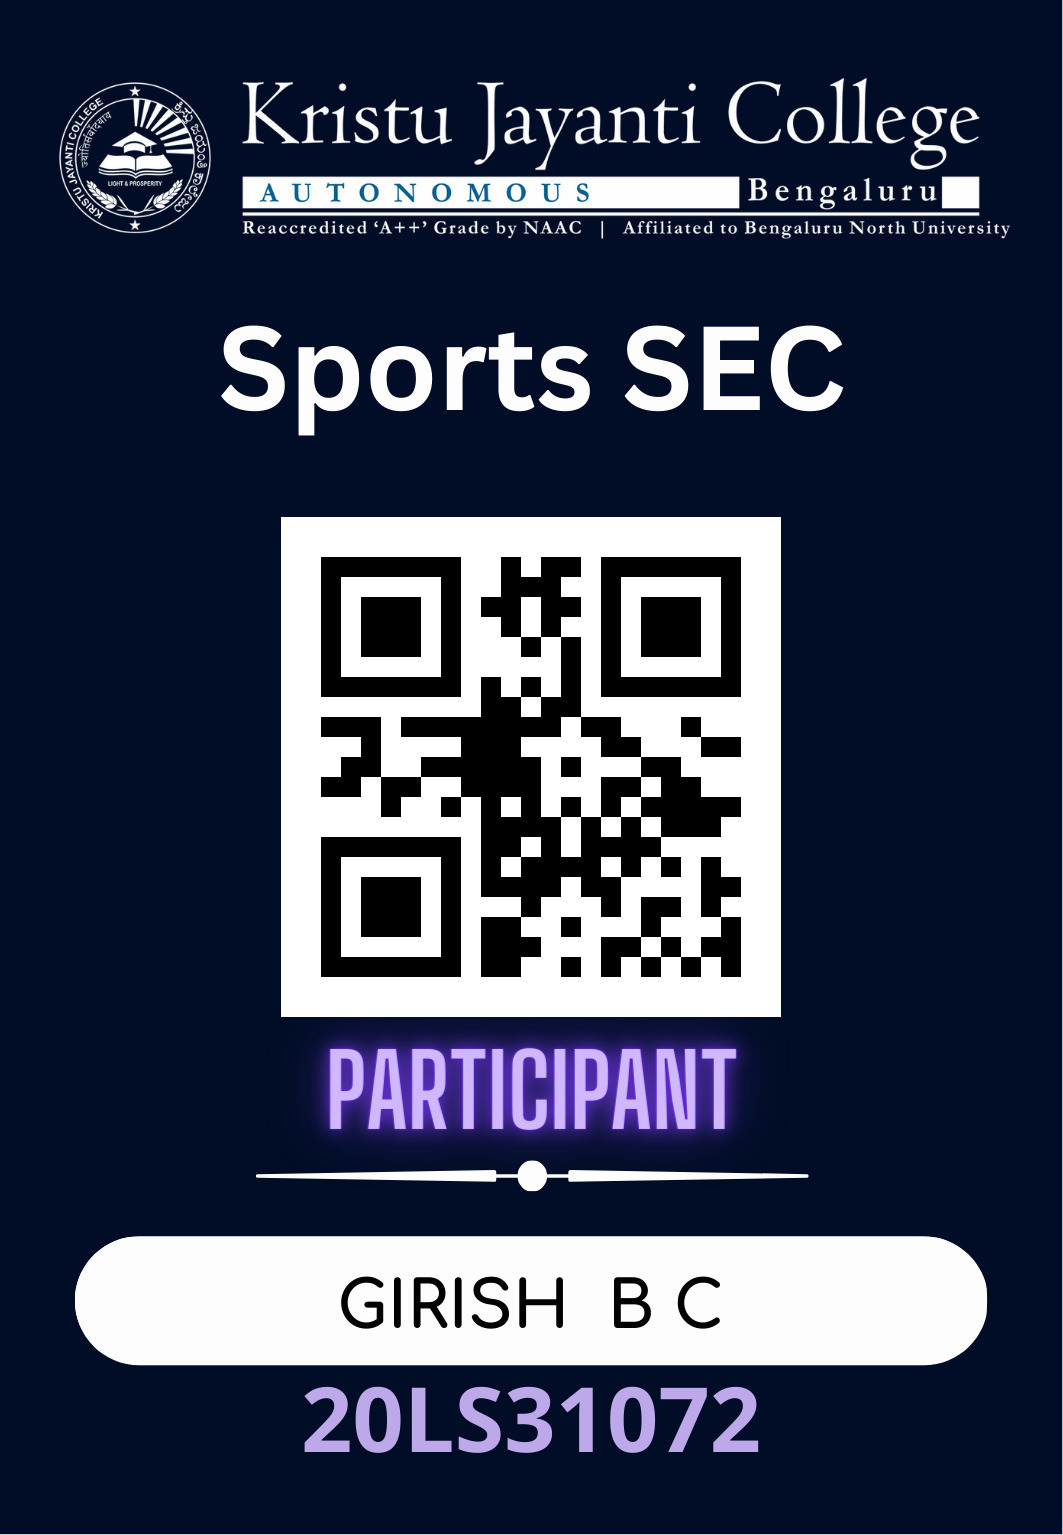 Kristu Jayanti College
AUTONOMOUS Bengaluru
Reaccredited ‘A++’ Grade by NAAC | Affiliated to Bengaluru North University
KRISTU JAYANTI COLLEGE
LIGHT & PROSPERITY
Sports SEC
PARTICIPANT
GIRISH B C
20LS31072